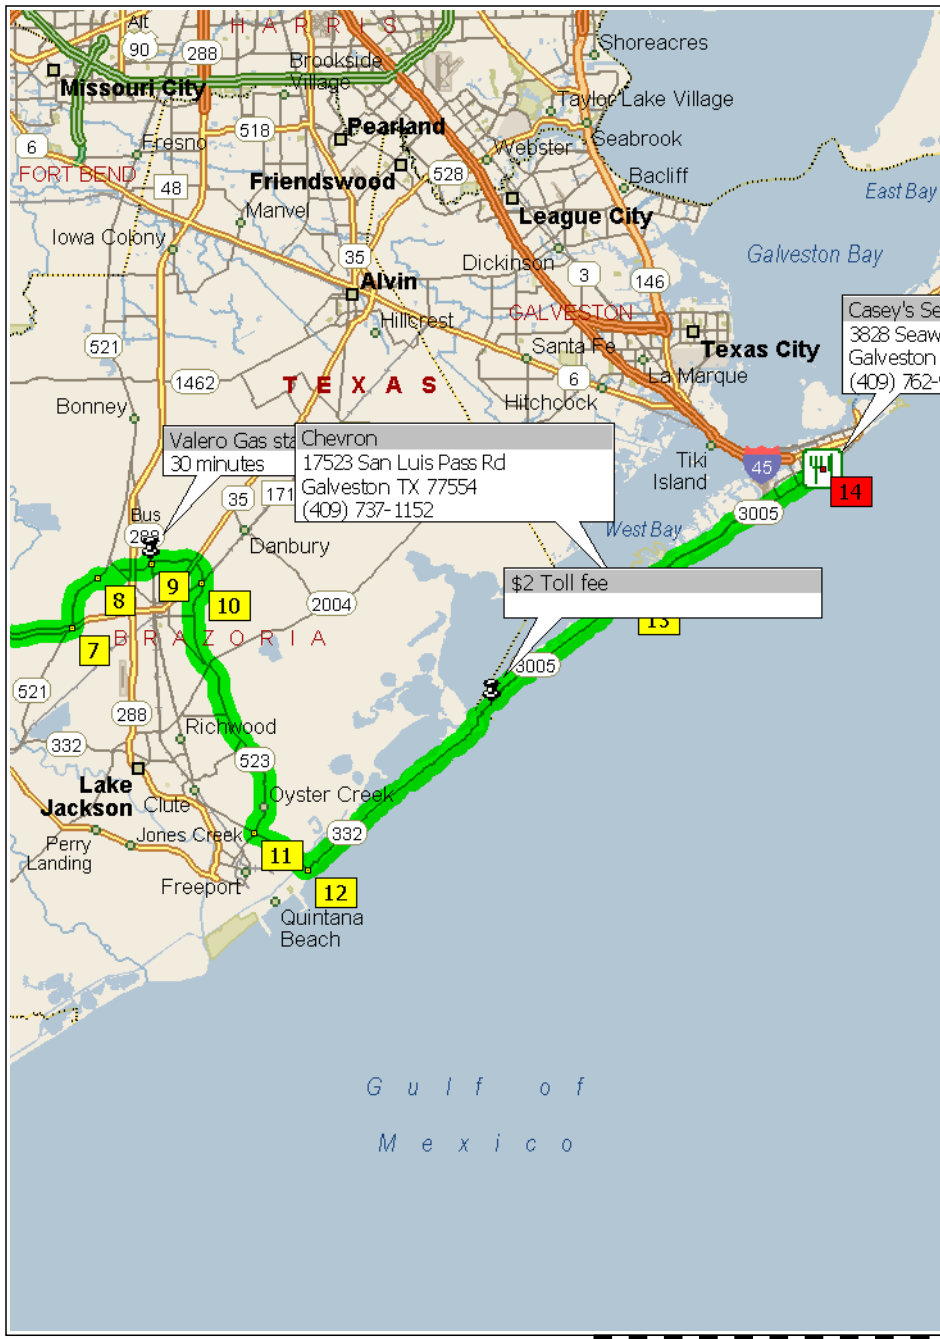 Alt
90
288
H A R R I S
Shoreacres
Brookside
Village
Missouri City
Taylor Lake Village
518
Pearland
Seabrook
6
Fresno
Webster
FORT BEND
528
Friendswood
Bacliff
48
East Bay
Manvel
League City
Iowa Colony
35
Galveston Bay
Dickinson
3
146
Alvin
GALVESTON
Casey's Se
Hillcrest
3828 Seaw
Galveston
(409) 762-
521
Santa Fe
Texas City
1462
T E X A S
6
La Marque
Bonney
Hitchcock
Valero Gas sta
30 minutes
Chevron
17523 San Luis Pass Rd
Galveston TX 77554
(409) 737-1152
Tiki
Island
45
14
35
171
3005
Bus
288
Danbury
West Bay
$2 Toll fee
8
9
10
2004
13
7
B R A Z O R I A
3005
521
288
Richwood
332
523
Lake
Jackson
Clute
Oyster Creek
Jones Creek
332
Perry
Landing
11
Freeport
12
Quintana
Beach
G u l f o f
M e x i c o